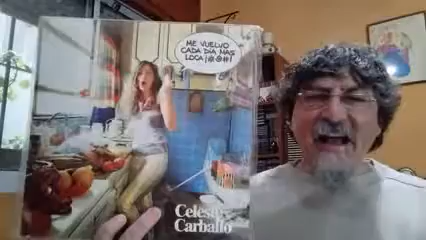 ME VUELVO
CADA DIA MAS
LOCA ¡@@#!
Celeste
Carballo